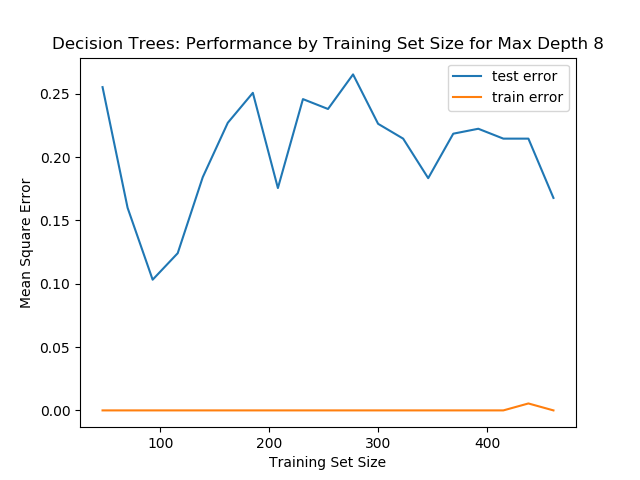 Decision Trees: Performance by Training Set Size for Max Depth 8
test error
train error
0.25
0.20
0.15
0.10
0.05
0.00
Mean Square Error
100
200
300
400
Training Set Size